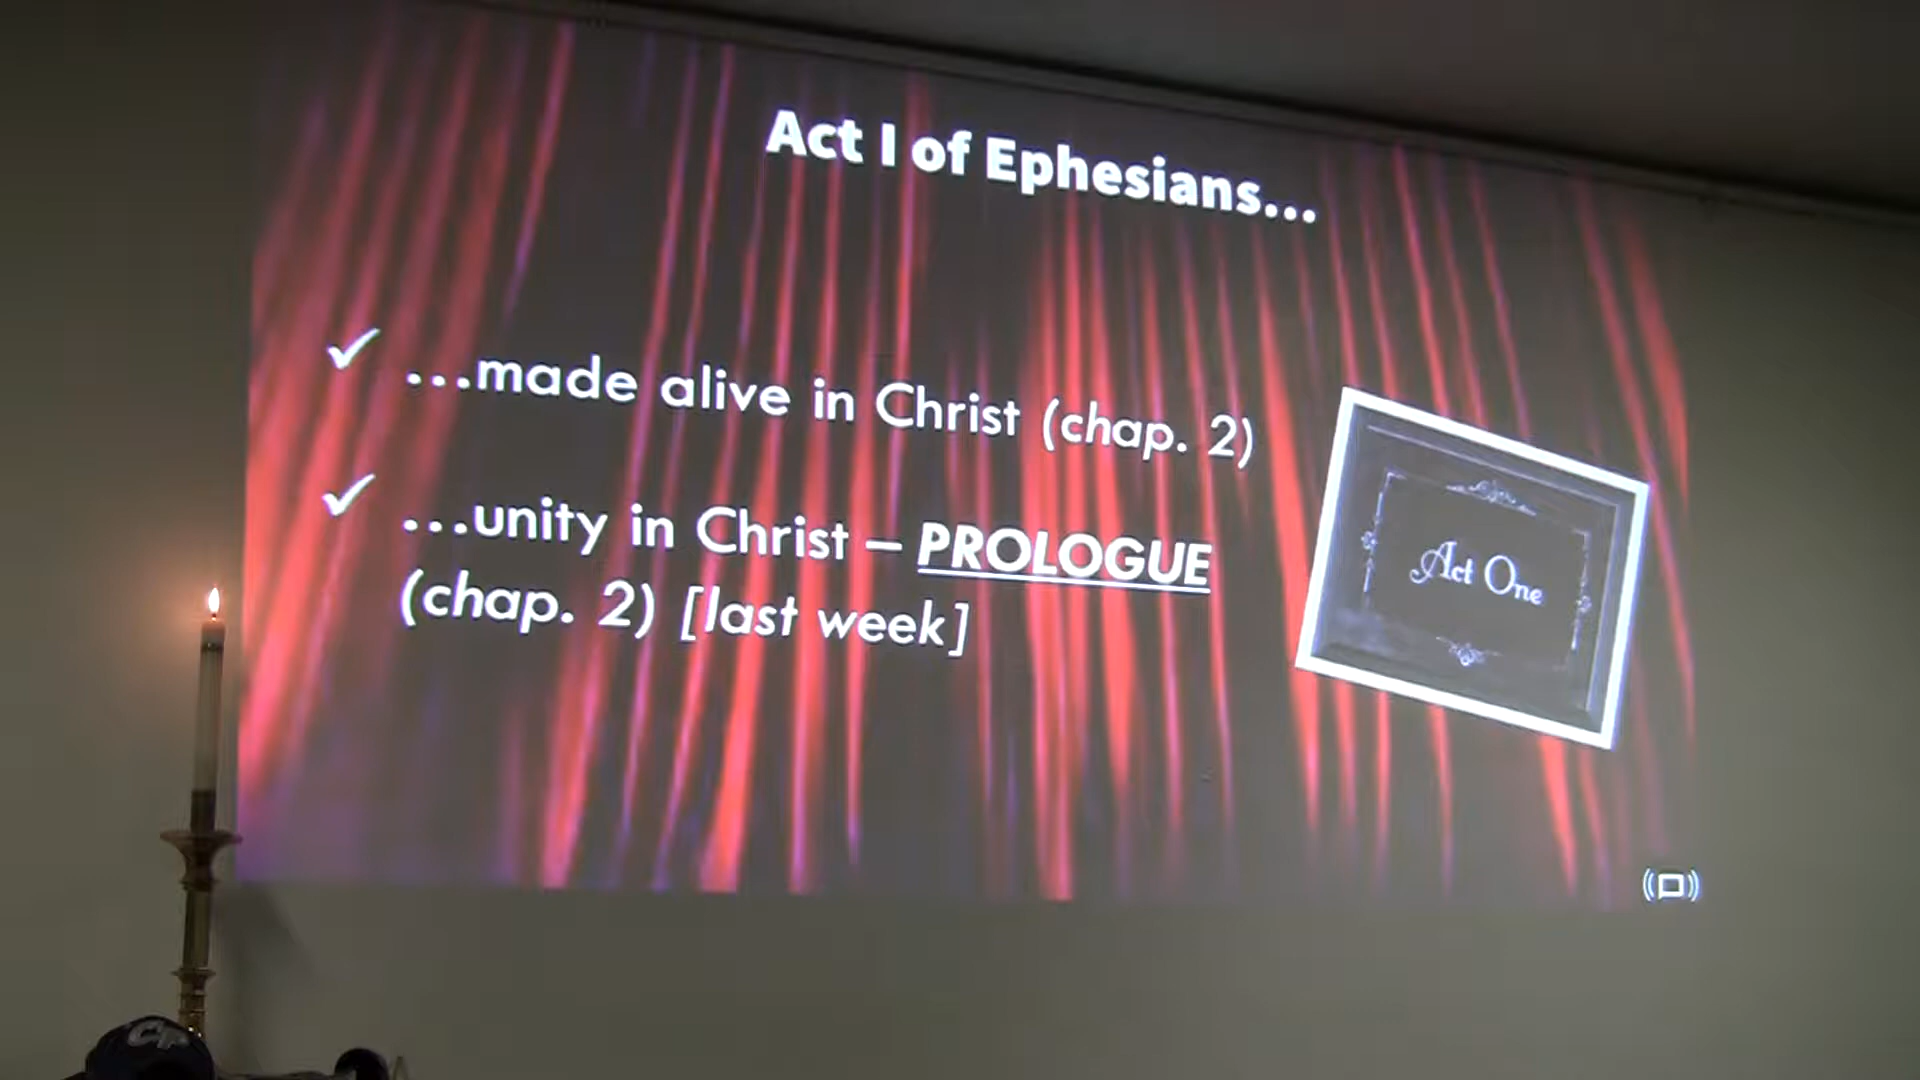 Act I of Ephesians...
✓ ...made alive in Christ (chap. 2)
✓ ...unity in Christ – PROLOGUE
(chap. 2) [last week]
Act One